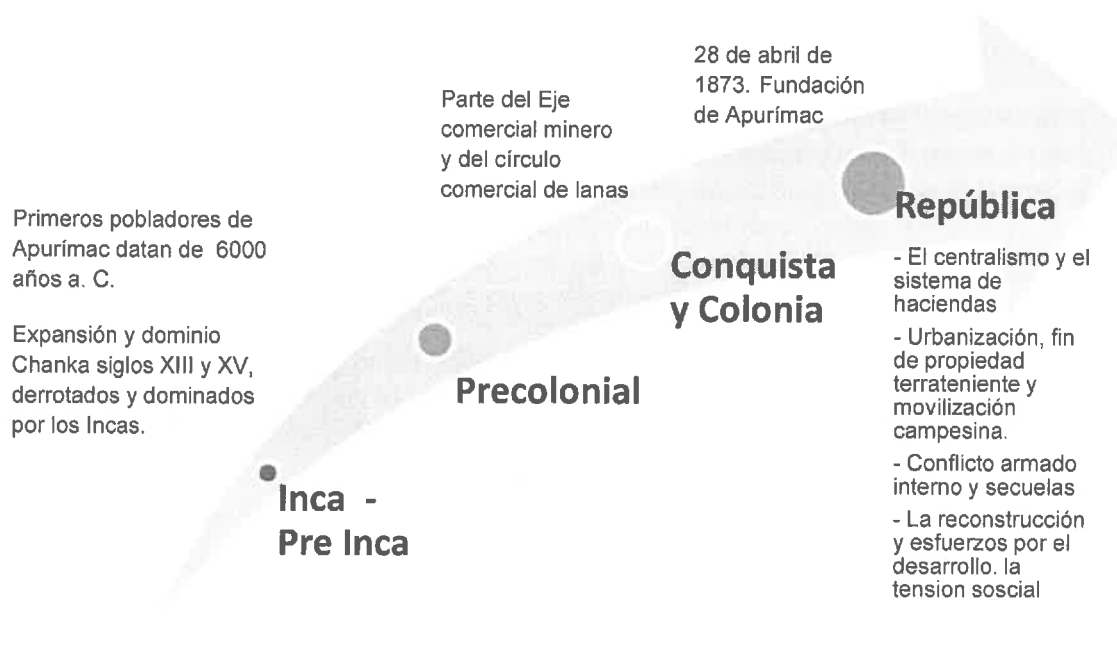 Primeros pobladores de
Apurímac datan de 6000
años a. C.
Expansión y dominio
Chanka siglos XIII y XV,
derrotados y dominados
por los Incas.
Inca -
Pre Inca
Precolonial
Parte del Eje
comercial minero
y del círculo
comercial de lanas
Conquista
y Colonia
28 de abril de
1873. Fundación
de Apurímac
República
- El centralismo y el
sistema de
haciendas
- Urbanización, fin
de propiedad
terrateniente y
movilización
campesina.
- Conflicto armado
interno y secuelas
- La reconstrucción
y esfuerzos por el
desarrollo. la
tension soscial